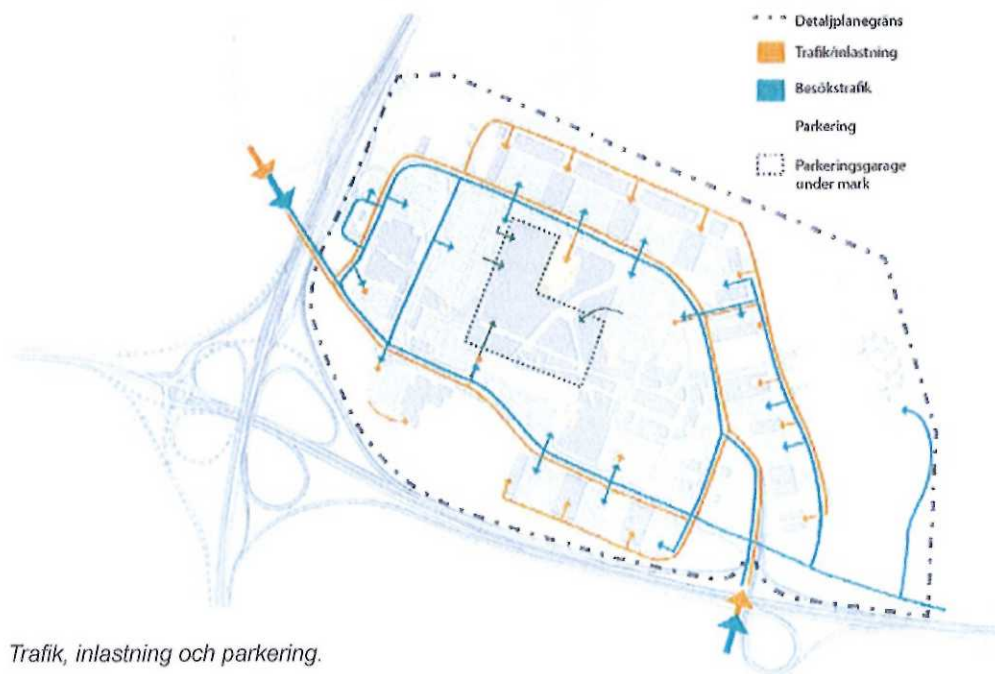 Detaljplanegräns
Trafik/inlastning
Besökstrafik
Parkering
Parkeringsgarage
under mark
Trafik, inlastning och parkering.